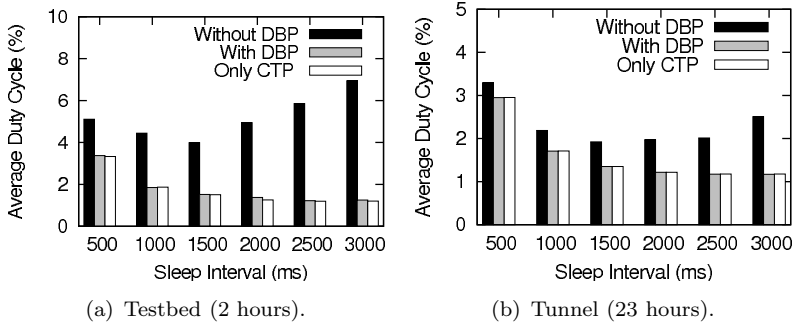 Average Duty Cycle (%)
10
8
6
4
2
0
Without DBP
With DBP
Only CTP
500 1000 1500 2000 2500 3000
Sleep Interval (ms)
(a) Testbed (2 hours).
Average Duty Cycle (%)
5
4
3
2
1
0
Without DBP
With DBP
Only CTP
500 1000 1500 2000 2500 3000
Sleep Interval (ms)
(b) Tunnel (23 hours).